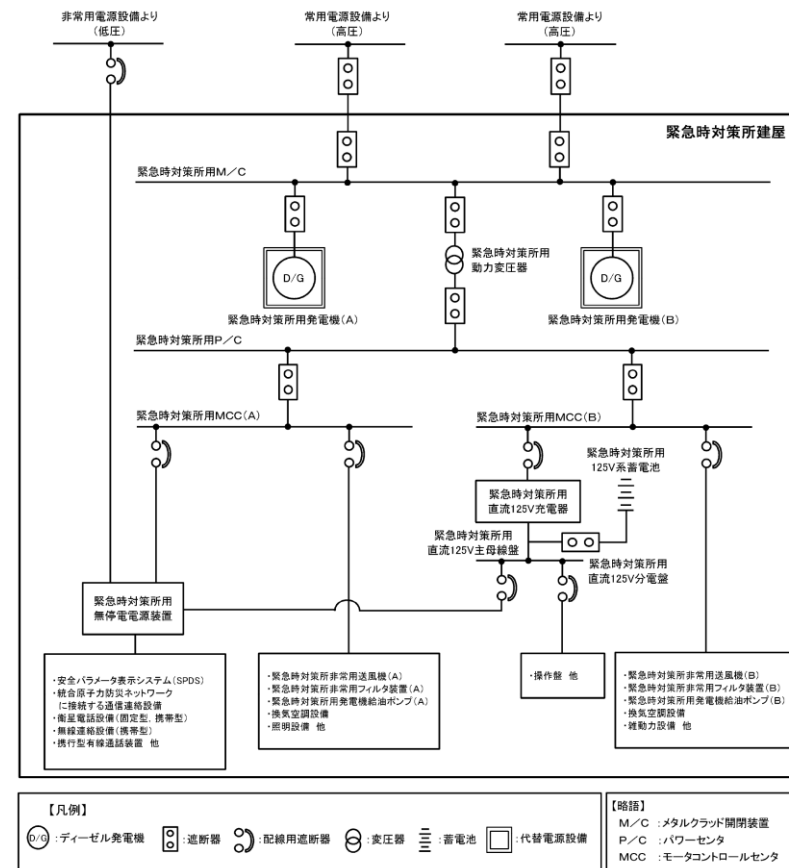 非常用電源設備より
(低圧)
常用電源設備より
(高圧)
常用電源設備より
(高圧)
緊急時対策所建屋
緊急時対策所用M/C
緊急時対策所用
動力変圧器
D/G
D/G
緊急時対策所用発電機(A)
緊急時対策所用発電機(B)
緊急時対策所用P/C
緊急時対策所用MCC(A)
緊急時対策所用MCC(B)
緊急時対策所用
125V系蓄電池
緊急時対策所用
直流125V充電器
緊急時対策所用
直流125V主母線盤
緊急時対策所用
直流125V分電盤
緊急時対策所用
無停電電源装置
・安全パラメータ表示システム(SPDS)
・統合原子力防災ネットワーク
に接続する通信連絡設備
・衛星電話設備(固定型, 携帯型)
・無線連絡設備(携帯型)
・携行型有線通話装置 他
・緊急時対策所非常用送風機(A)
・緊急時対策所非常用フィルタ装置(A)
・緊急時対策所用発電機給油ポンプ(A)
・換気空調設備
・照明設備 他
・操作盤 他
・緊急時対策所非常用送風機(B)
・緊急時対策所非常用フィルタ装置(B)
・緊急時対策所用発電機給油ポンプ(B)
・換気空調設備
・雑動力設備 他
【凡例】
D/G :ディーゼル発電機 :遮断器 :配線用遮断器 :変圧器 :蓄電池 :代替電源設備
【略語】
M/C :メタルクラッド開閉装置
P/C :パワーセンタ
MCC :モータコントロールセンタ